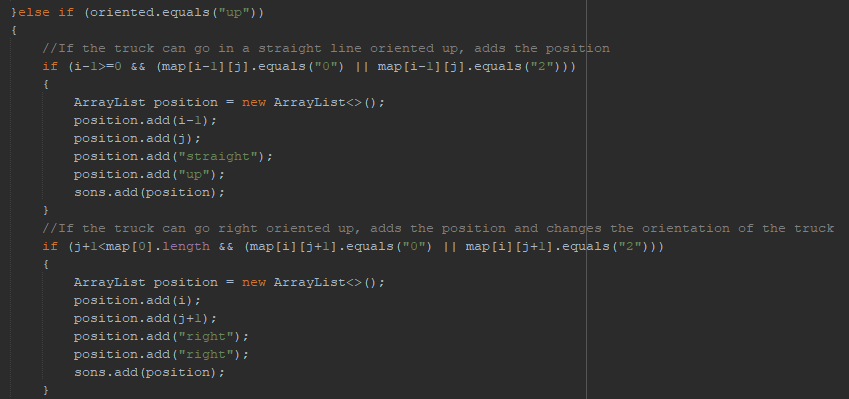 }else if (oriented.equals("up"))
{
//If the truck can go in a straight line oriented up, adds the position
if (i-1>=0 && (map[i-1][j].equals("0") || map[i-1][j].equals("2")))
{
ArrayList position = new ArrayList<>();
position.add(i-1);
position.add(j);
position.add("straight");
position.add("up");
sons.add(position);
}
//If the truck can go right oriented up, adds the position and changes the orientation of the truck
if (j+1<map[0].length && (map[i][j+1].equals("0") || map[i][j+1].equals("2")))
{
ArrayList position = new ArrayList<>();
position.add(i);
position.add(j+1);
position.add("right");
position.add("right");
sons.add(position);
}